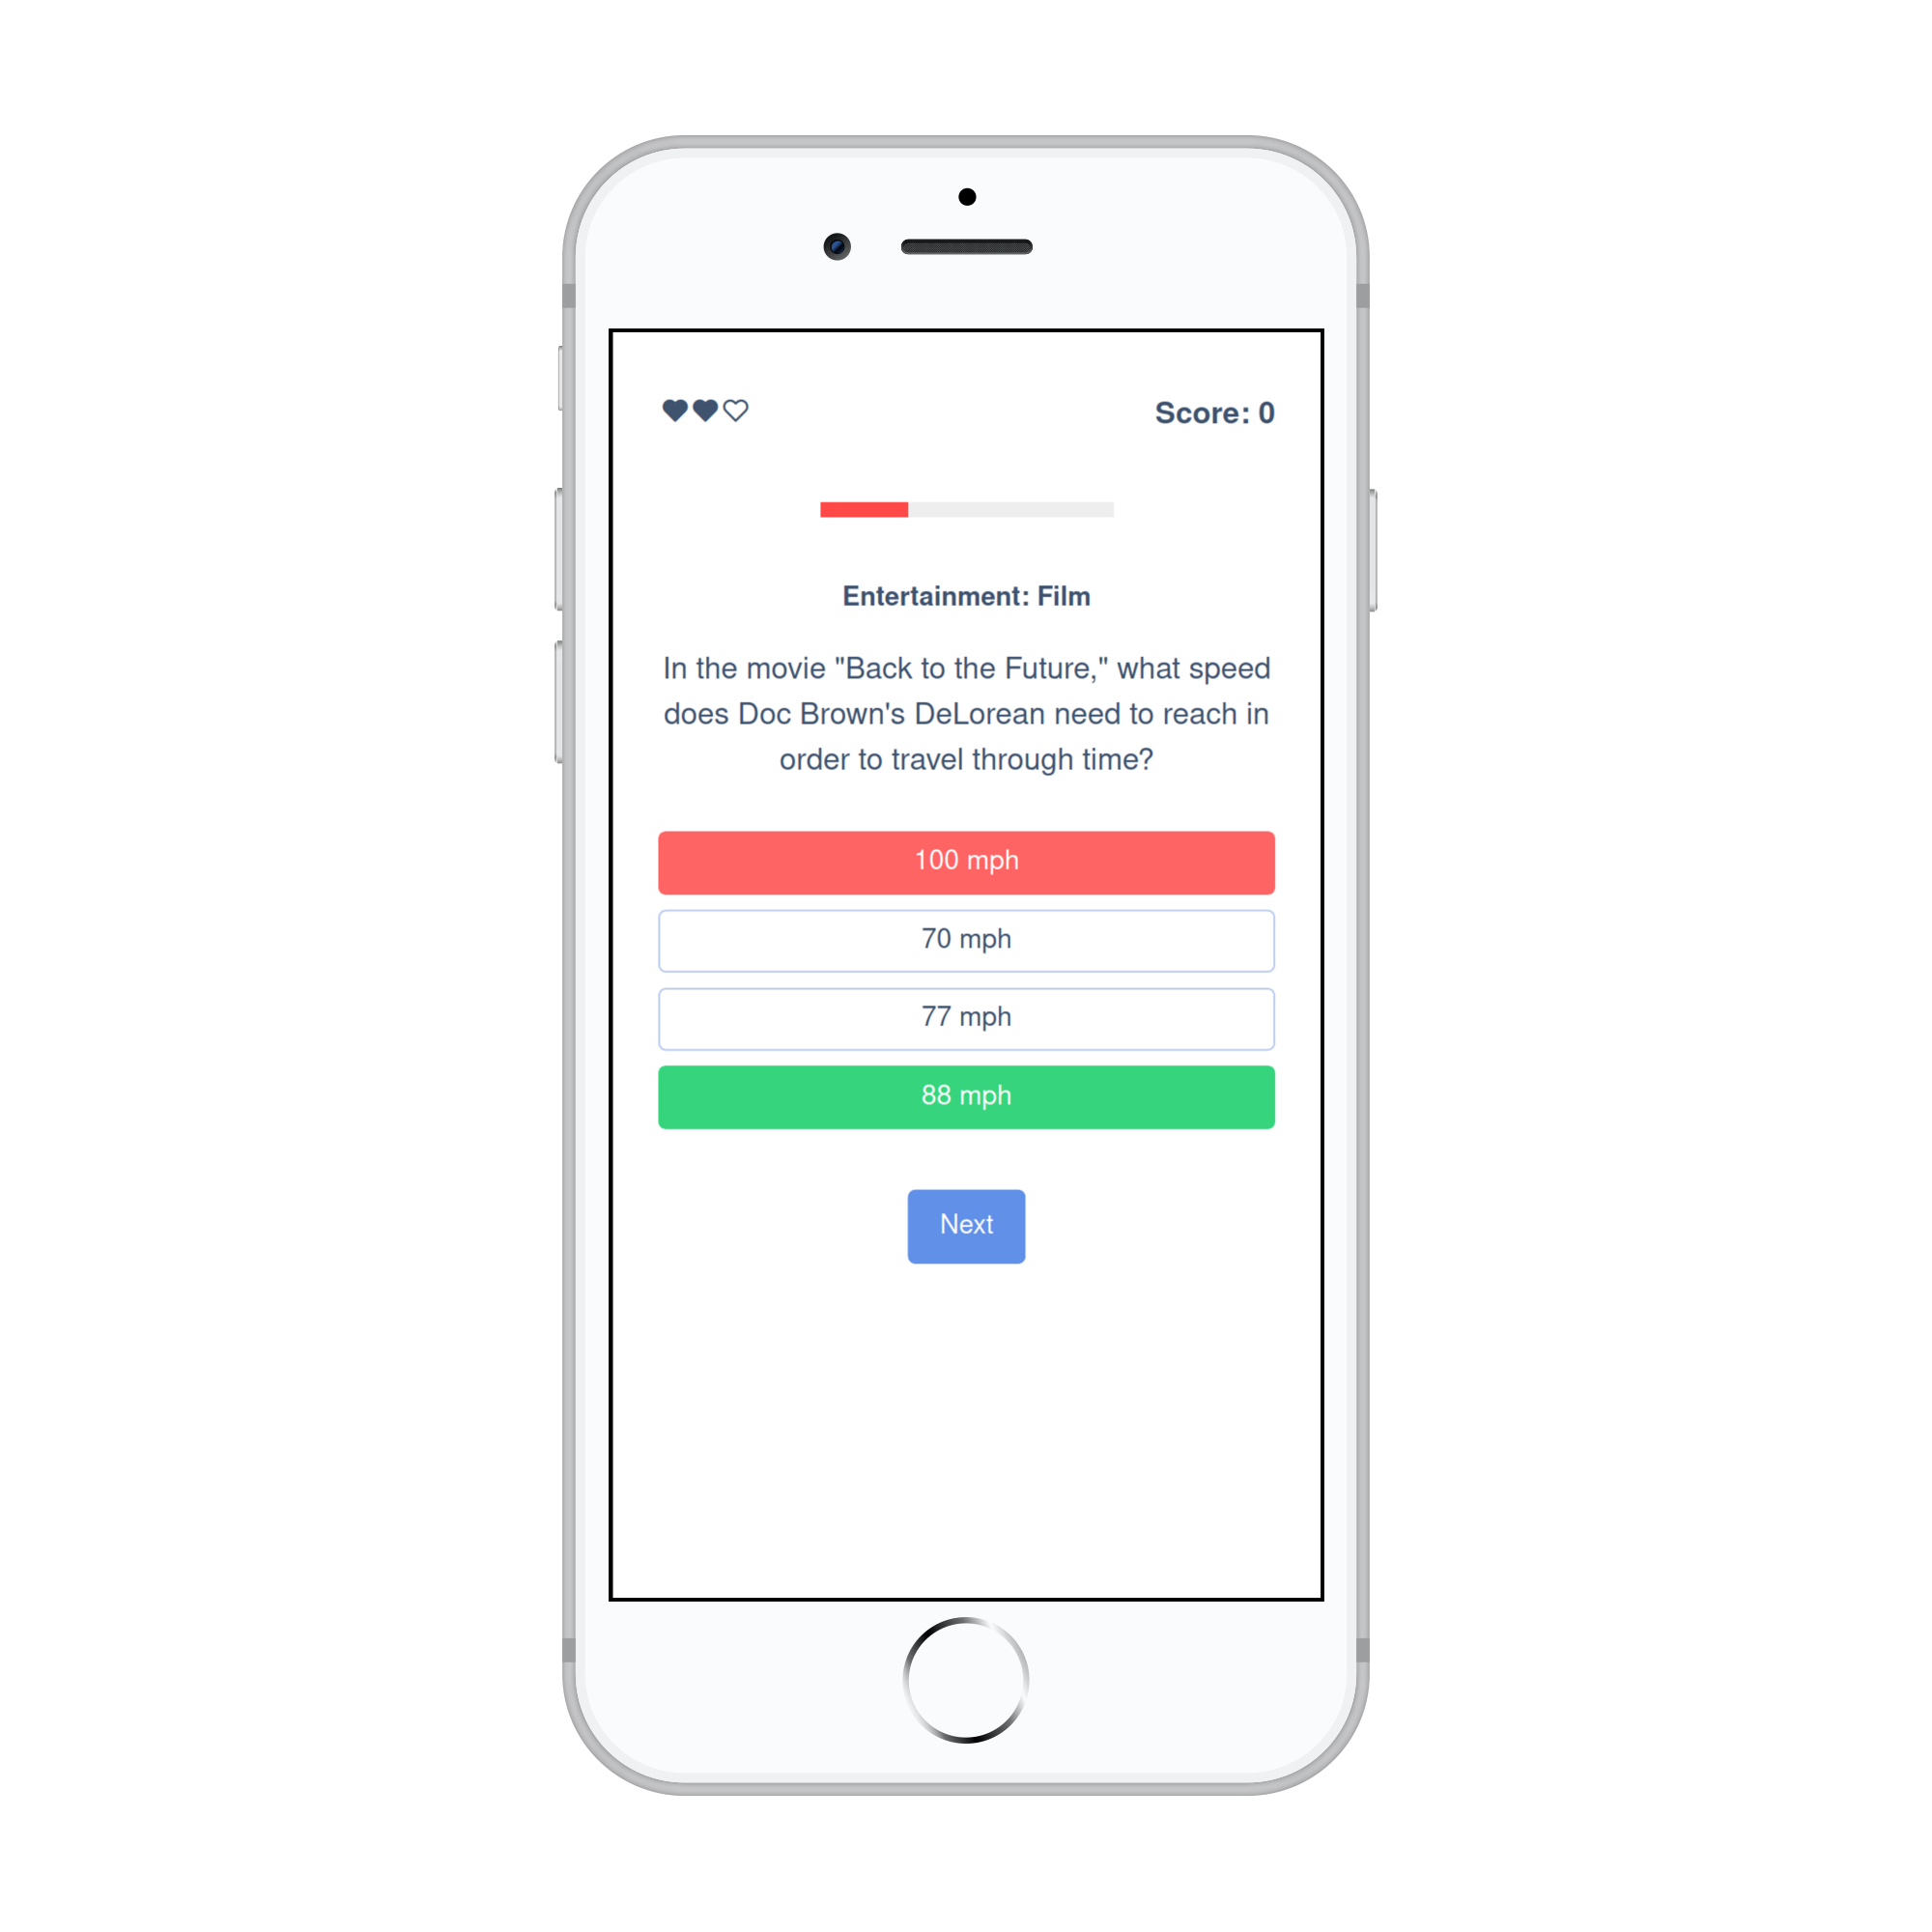 Score: 0
Entertainment: Film
In the movie "Back to the Future," what speed
does Doc Brown's DeLorean need to reach in
order to travel through time?
100 mph
70 mph
77 mph
88 mph
Next